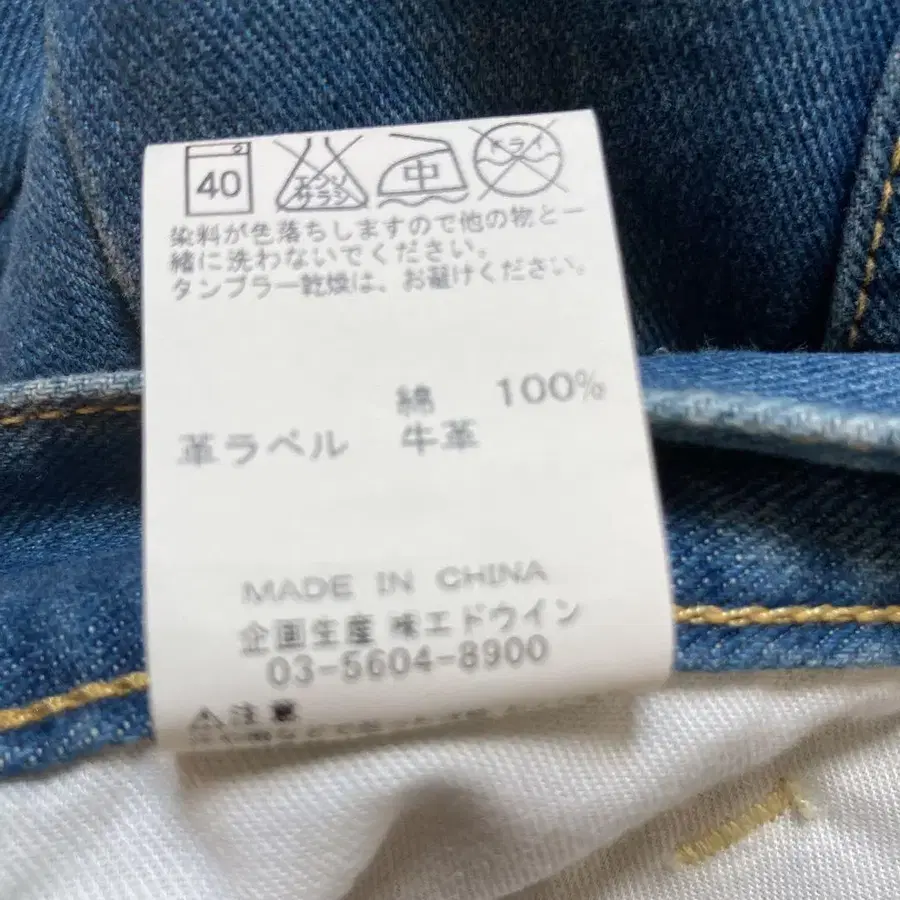 40 エンソ サラシ 中 ドライ
染料が色落ちしますので他の物と一
緒に洗わないでください。
タンブラー乾燥は、お避けください。
綿 100%
革ラベル 牛革
MADE IN CHINA
企画生産 ㈱エドウイン
03-5604-8900
⚠注意